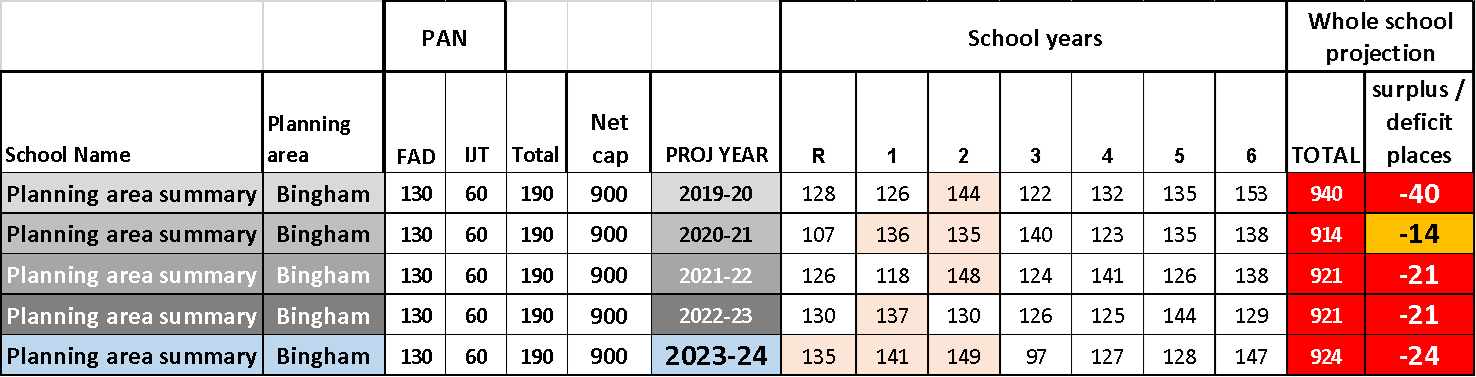 PAN School years Whole school projection
School Name Planning area FAD IJT Total Net cap PROJ YEAR R 1 2 3 4 5 6 TOTAL surplus / deficit places
Planning area summary Bingham 130 60 190 900 2019-20 128 126 144 122 132 135 153 940 -40
Planning area summary Bingham 130 60 190 900 2020-21 107 136 135 140 123 135 138 914 -14
Planning area summary Bingham 130 60 190 900 2021-22 126 118 148 124 141 126 138 921 -21
Planning area summary Bingham 130 60 190 900 2022-23 130 137 130 126 125 144 129 921 -21
Planning area summary Bingham 130 60 190 900 2023-24 135 141 149 97 127 128 147 924 -24